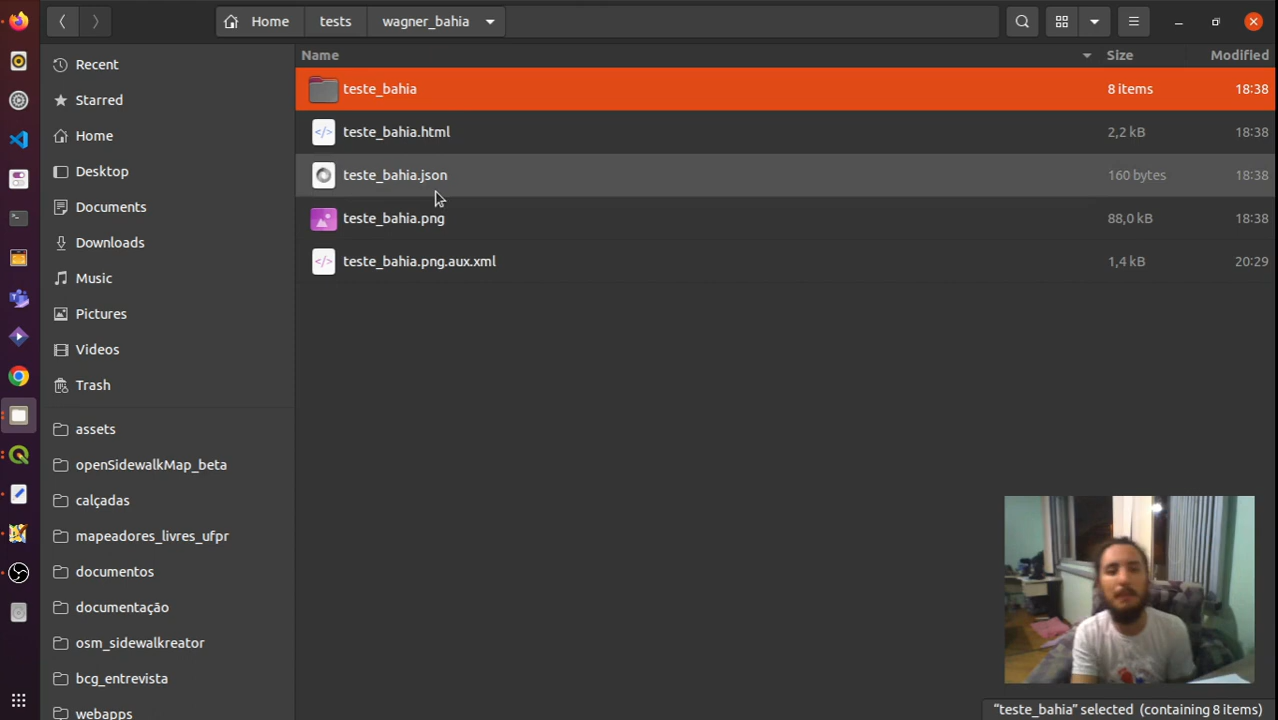 Home tests wagner_bahia
Name Size Modified
Recent
Starred
Home
Desktop
Documents
Downloads
Music
Pictures
Videos
Trash
assets
openSidewalkMap_beta
calçadas
mapeadores_livres_ufpr
documentos
documentação
osm_sidewalkreator
bcg_entrevista
webapps
teste_bahia 8 items 18:38
teste_bahia.html 2,2 kB 18:38
teste_bahia.json 160 bytes 18:38
teste_bahia.png 88,0 kB 18:38
teste_bahia.png.aux.xml 1,4 kB 20:29
“teste_bahia” selected (containing 8 items)